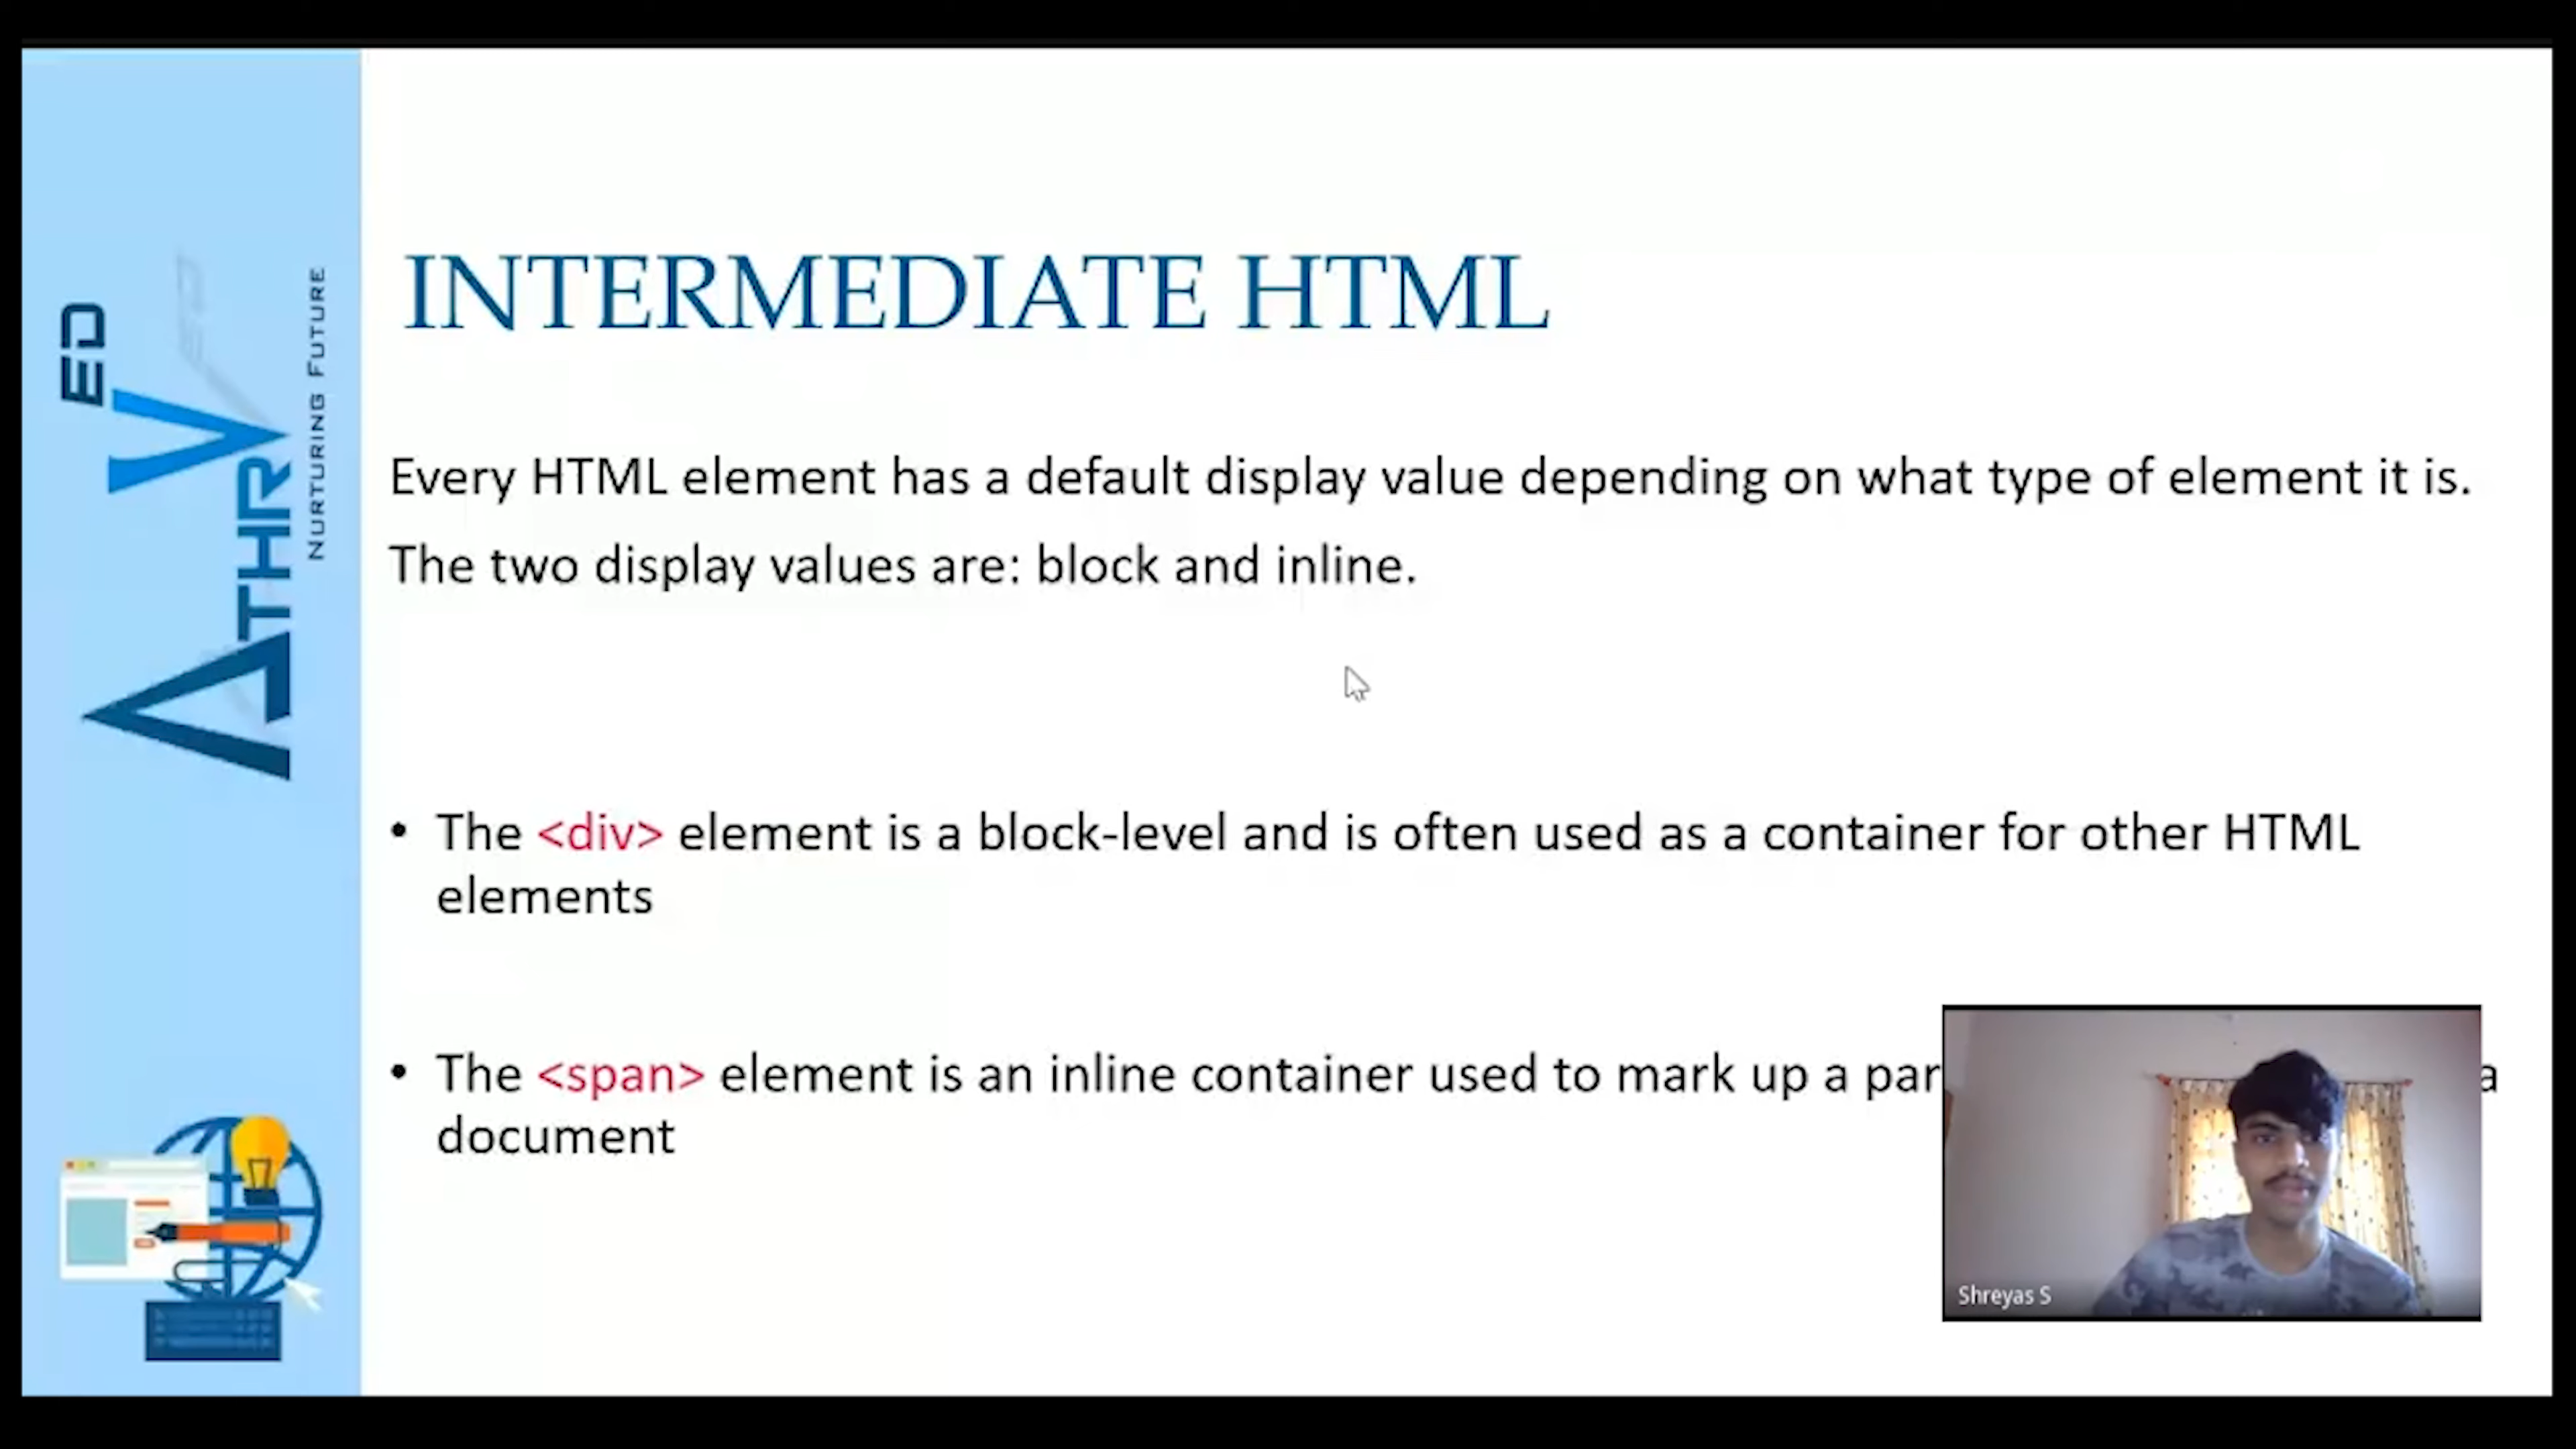 ATHRV ED
NURTURING FUTURE
INTERMEDIATE HTML
Every HTML element has a default display value depending on what type of element it is.
The two display values are: block and inline.
• The <div> element is a block-level and is often used as a container for other HTML
elements
• The <span> element is an inline container used to mark up a par a
document
Shreyas S